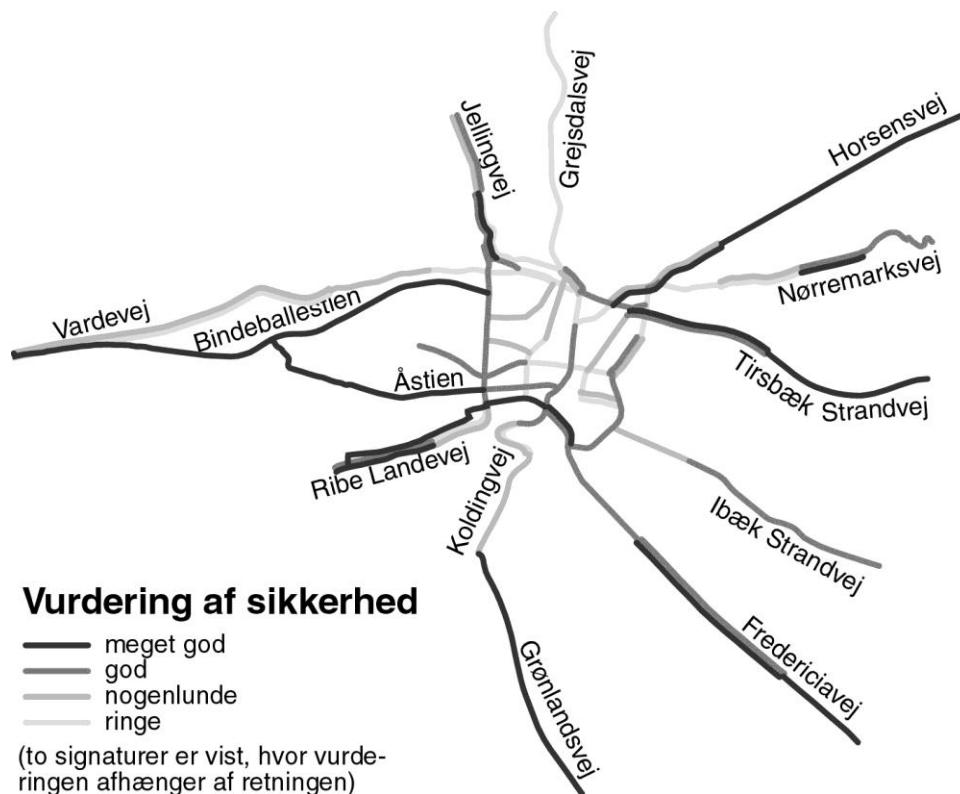 Grejsdalsvej
Jellingvej
Horsensvej
Nørremarksvej
Vardevej
Bindeballestien
Åstien
Tirsbæk Strandvej
Ribe Landevej
Koldingvej
Ibæk Strandvej
Fredericiavej
Grønlandsvej
Vurdering af sikkerhed
meget god
god
nogenlunde
ringe
(to signaturer er vist, hvor vurde-
ringen afhænger af retningen)